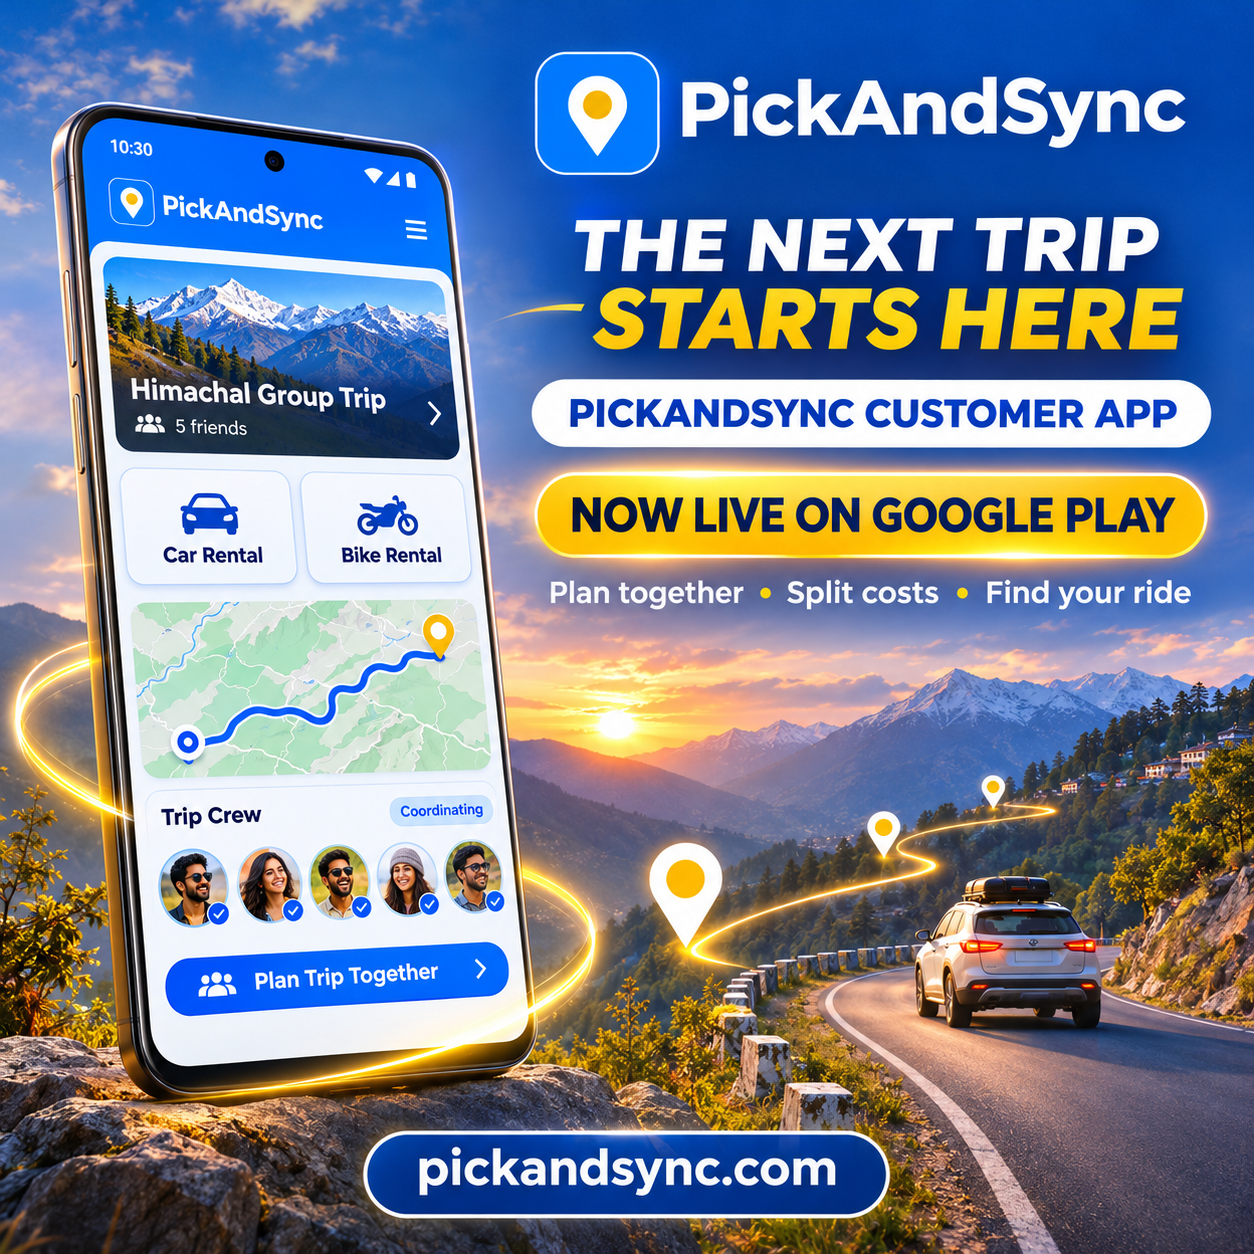 10:30
PickAndSync
Himachal Group Trip
5 friends
Car Rental
Bike Rental
Trip Crew
Coordinating
Plan Trip Together
PickAndSync
THE NEXT TRIP
STARTS HERE
PICKANDSYNC CUSTOMER APP
NOW LIVE ON GOOGLE PLAY
Plan together • Split costs • Find your ride
pickandsync.com